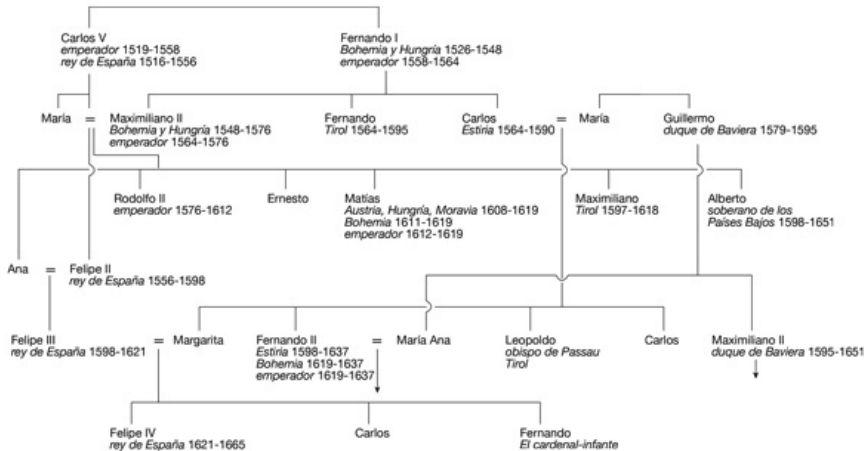 Carlos V
emperador 1519-1558
rey de España 1516-1556
Fernando I
Bohemia y Hungría 1526-1548
emperador 1558-1564
María
=
Maximiliano II
Bohemia y Hungría 1548-1576
emperador 1564-1576
Fernando
Tirol 1564-1595
Carlos
Estiria 1564-1590
=
María
Guillermo
duque de Baviera 1579-1595
Rodolfo II
emperador 1576-1612
Ernesto
Matías
Austria, Hungría, Moravia 1608-1619
Bohemia 1611-1619
emperador 1612-1619
Maximiliano
Tirol 1597-1618
Alberto
soberano de los
Países Bajos 1598-1651
Ana
=
Felipe II
rey de España 1556-1598
Felipe III
rey de España 1598-1621
=
Margarita
Fernando II
Estiria 1598-1637
Bohemia 1619-1637
emperador 1619-1637
=
María Ana
Leopoldo
obispo de Passau
Tirol
Carlos
Maximiliano II
duque de Baviera 1595-1651
Felipe IV
rey de España 1621-1665
Carlos
Fernando
El cardenal-infante